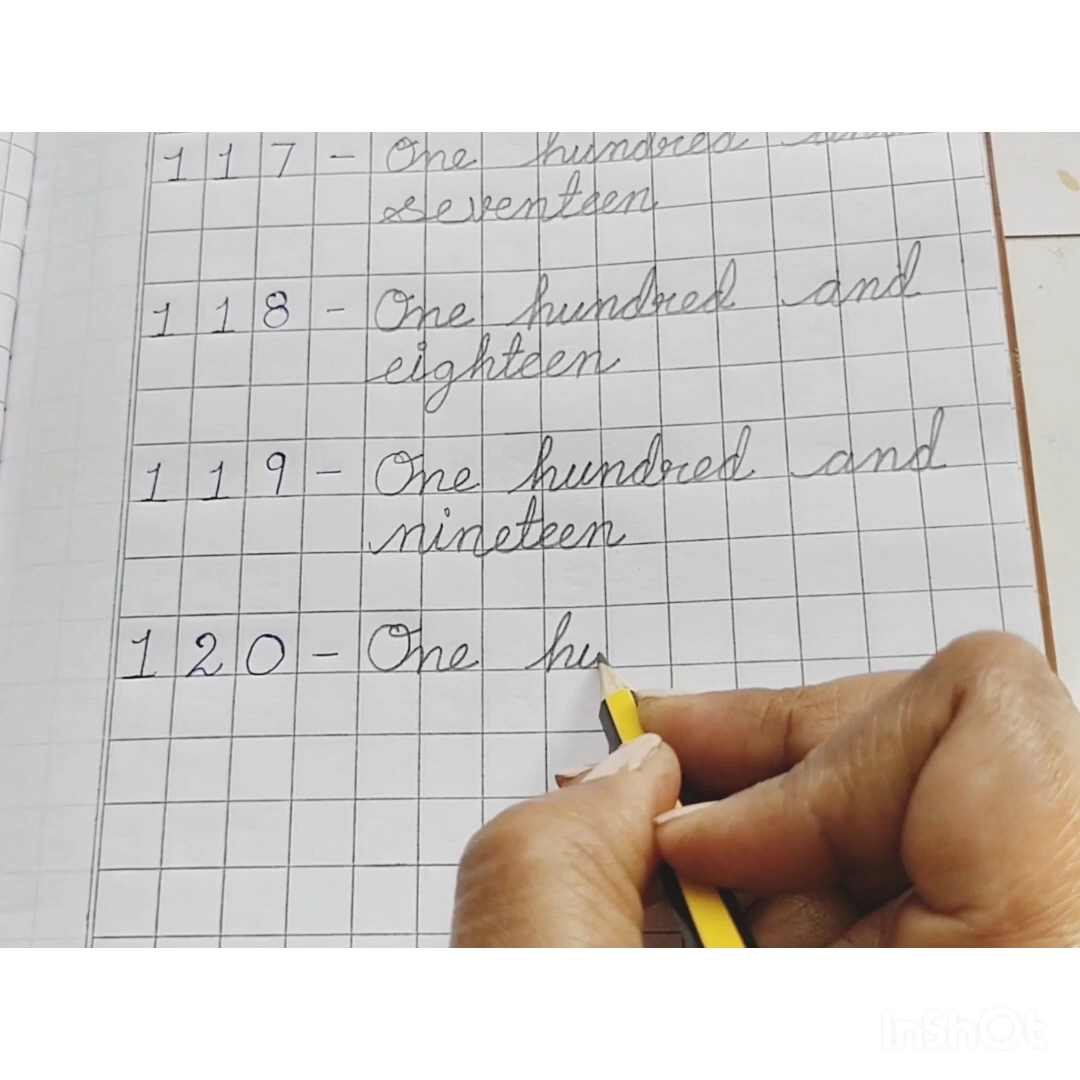 117 - One hundred
seventeen
118 - One hundred and
eighteen
119 - One hundred and
nineteen
120 - One hu
InShOt